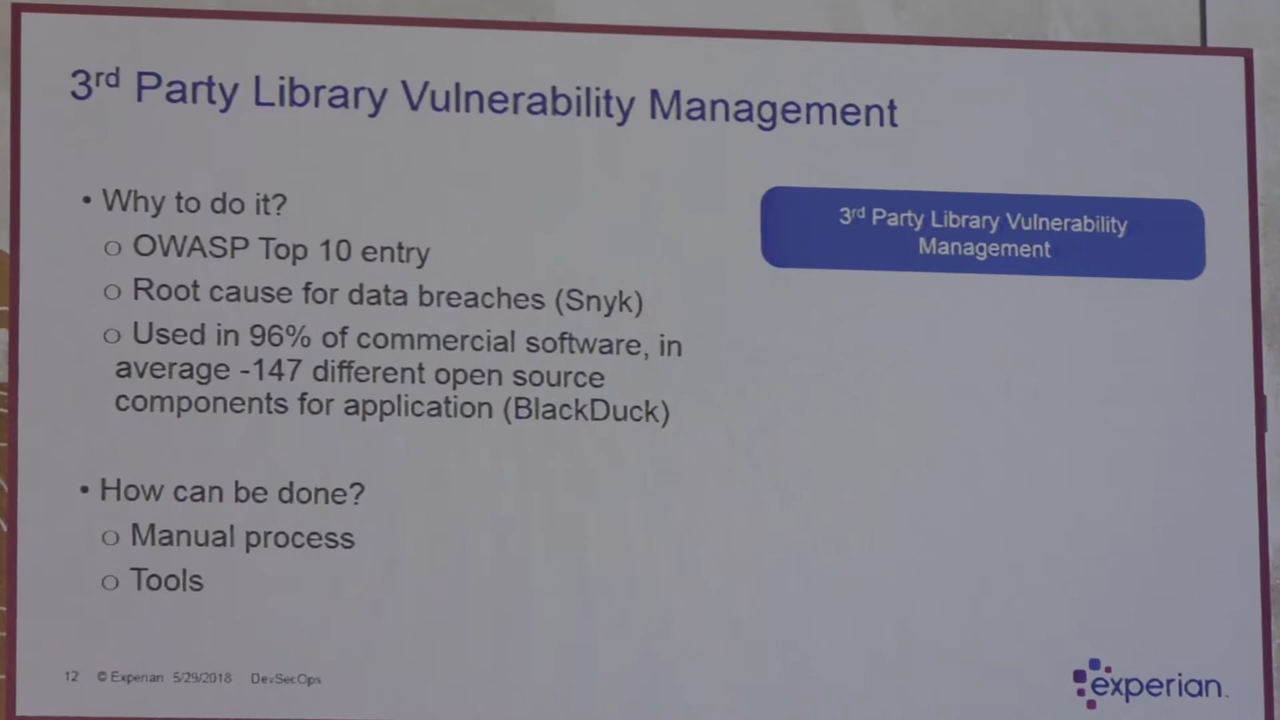 3rd Party Library Vulnerability Management
• Why to do it?
o OWASP Top 10 entry
o Root cause for data breaches (Snyk)
o Used in 96% of commercial software, in
average -147 different open source
components for application (BlackDuck)
• How can be done?
o Manual process
o Tools
3rd Party Library Vulnerability
Management
12 © Experian 5/29/2018 DevSecOps
experian.